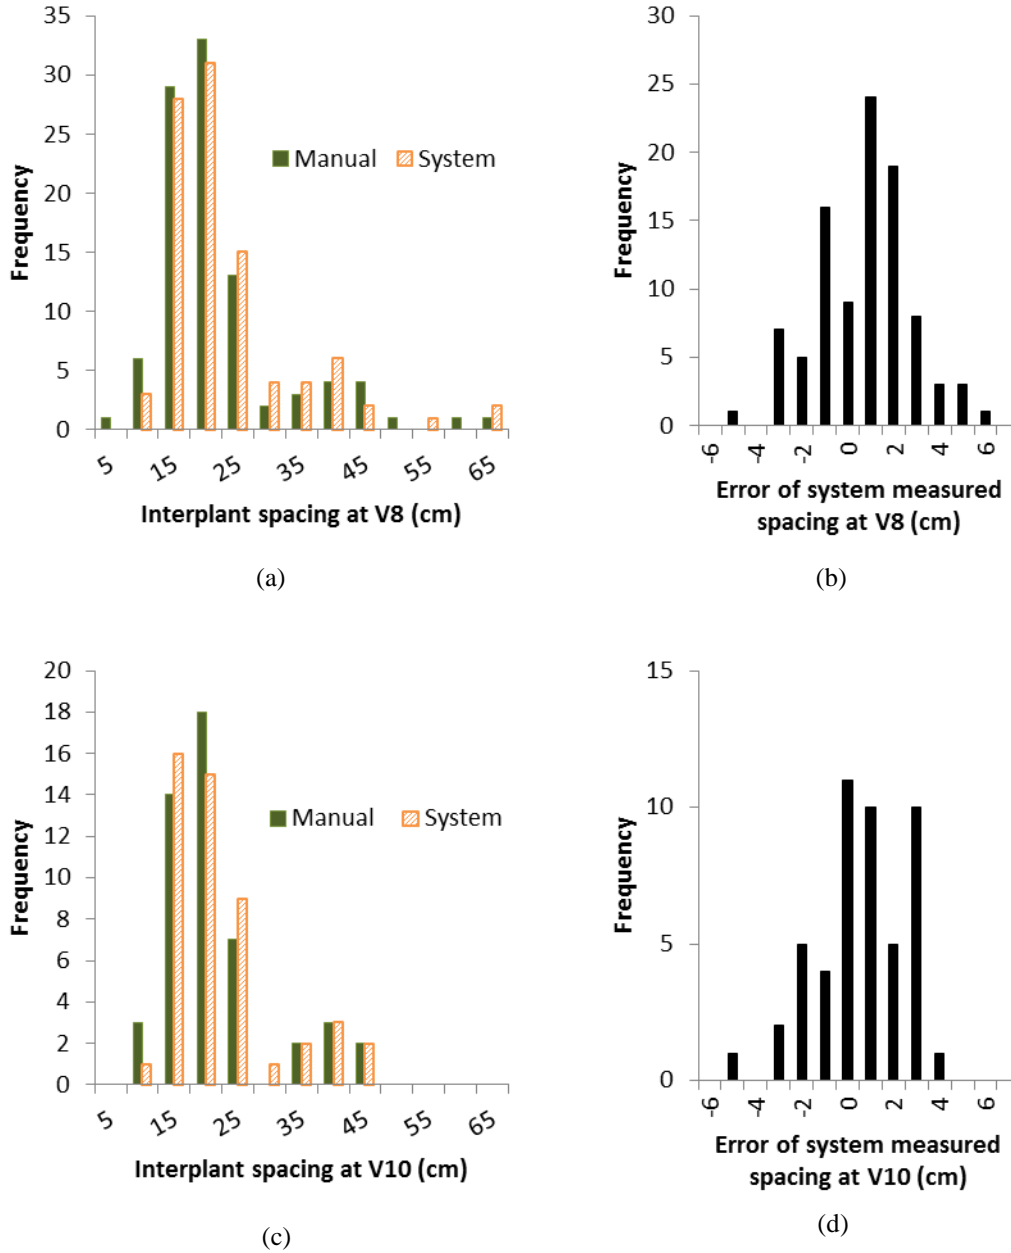 35
30
25
20
15
10
5
0
Frequency
Manual System
5 15 25 35 45 55 65
Interplant spacing at V8 (cm)
(a)
30
25
20
15
10
5
0
Frequency
-6 -4 -2 0 2 4 6
Error of system measured
spacing at V8 (cm)
(b)
20
18
16
14
12
10
8
6
4
2
0
Frequency
Manual System
5 15 25 35 45 55 65
Interplant spacing at V10 (cm)
(c)
15
10
5
0
Frequency
-6 -4 -2 0 2 4 6
Error of system measured
spacing at V10 (cm)
(d)